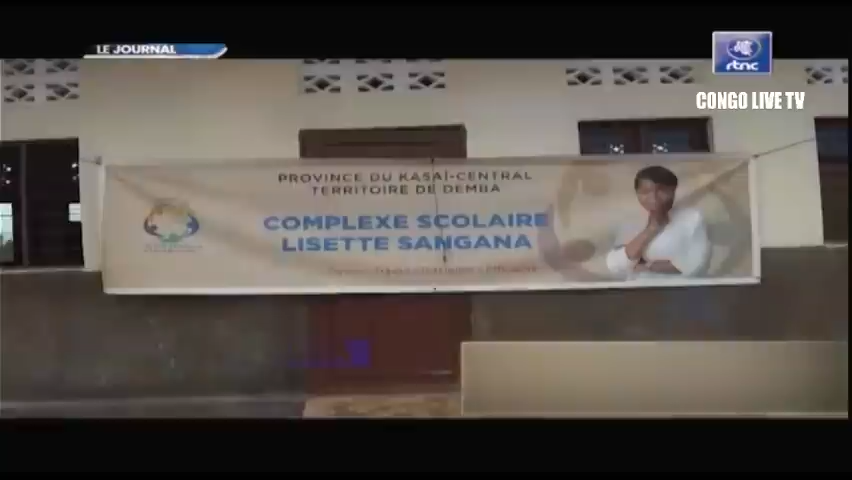 LE JOURNAL
rtnc
CONGO LIVE TV
PROVINCE DU KASAÏ-CENTRAL
TERRITOIRE DE DEMBA
COMPLEXE SCOLAIRE
LISETTE SANGANA